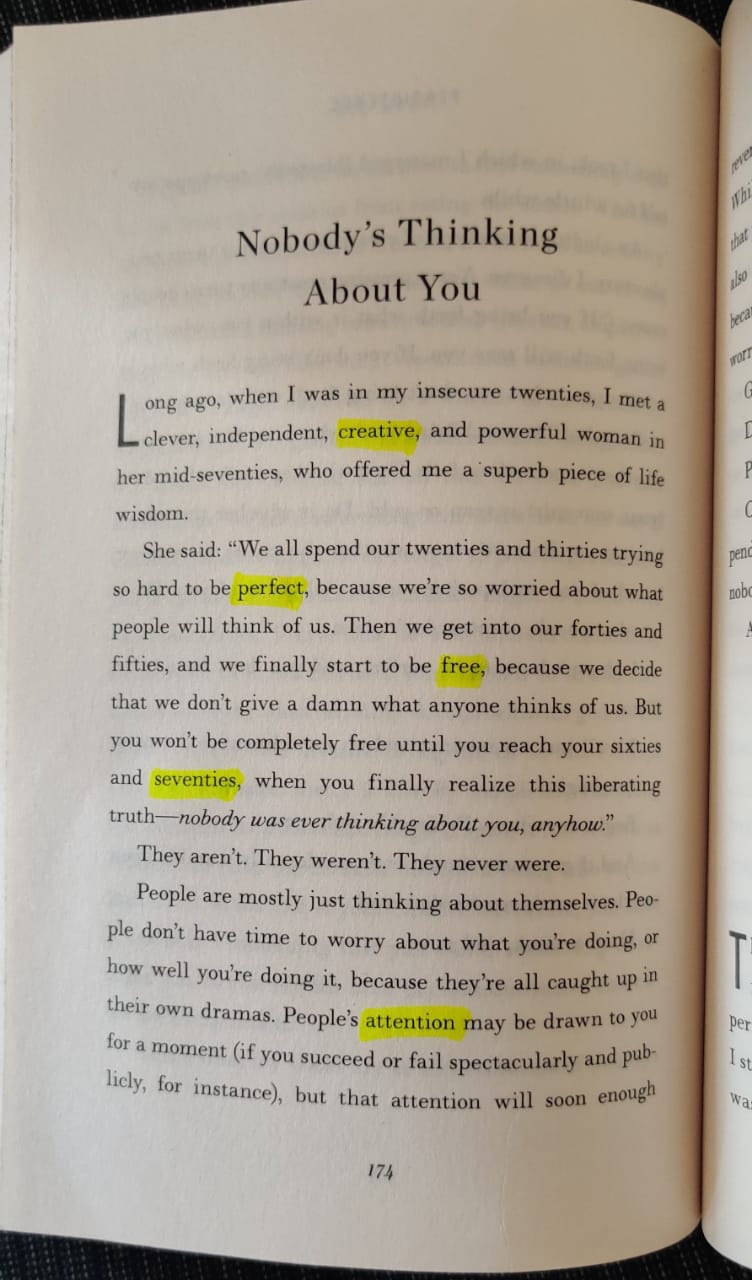 Nobody's Thinking
About You
Long ago, when I was in my insecure twenties, I met a
clever, independent, creative, and powerful woman in
her mid-seventies, who offered me a superb piece of life
wisdom.
She said: “We all spend our twenties and thirties trying
so hard to be perfect, because we're so worried about what
people will think of us. Then we get into our forties and
fifties, and we finally start to be free, because we decide
that we don't give a damn what anyone thinks of us. But
you won't be completely free until you reach your sixties
and seventies, when you finally realize this liberating
truth—nobody was ever thinking about you, anyhow.”
They aren't. They weren't. They never were.
People are mostly just thinking about themselves. Peo-
ple don't have time to worry about what you're doing, or
how well you're doing it, because they're all caught up in
their own dramas. People's attention may be drawn to you
for a moment (if you succeed or fail spectacularly and pub-
licly, for instance), but that attention will soon enough
174
that
also
I st